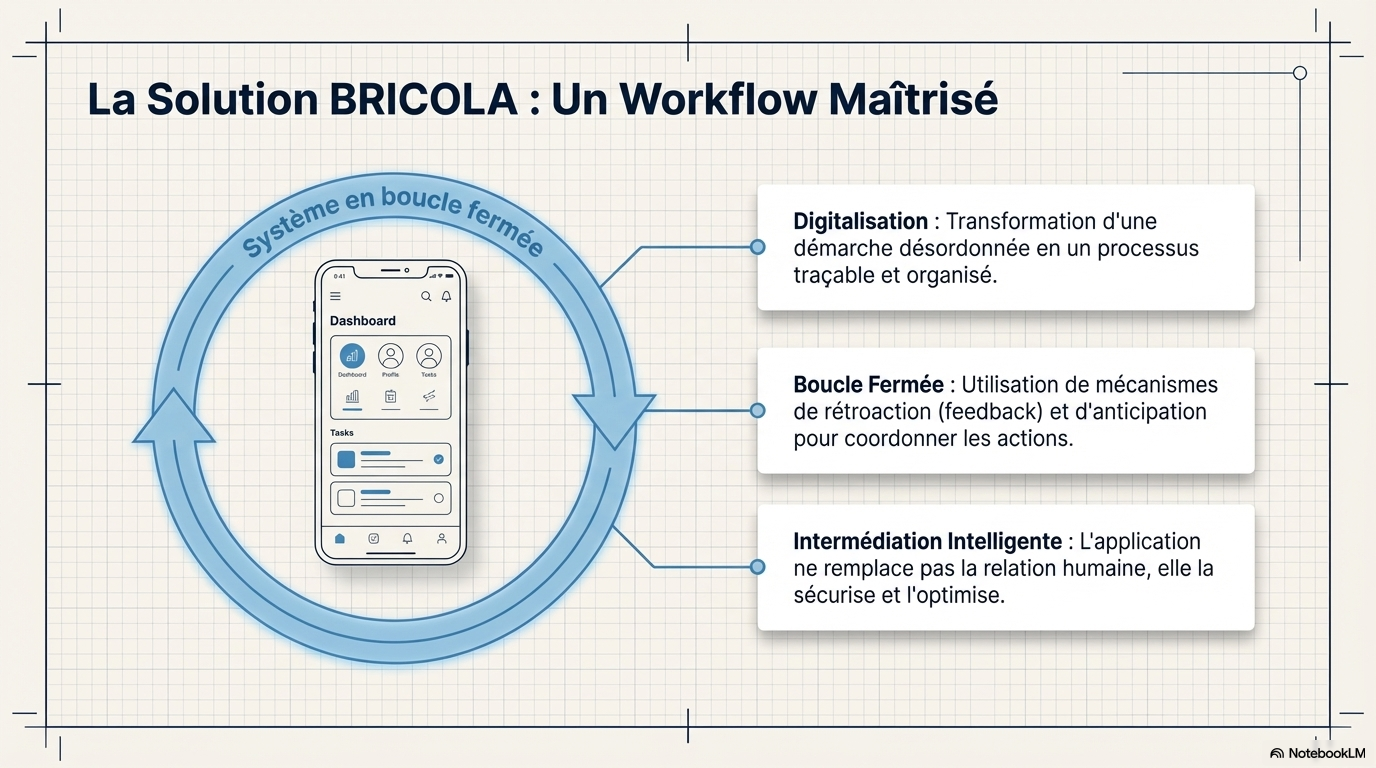 La Solution BRICOLA : Un Workflow Maîtrisé
Système en boucle fermée
0:41
Dashboard
Dashboard
Profile
Tasks
Digitalisation : Transformation d'une
démarche désordonnée en un processus
traçable et organisé.
Boucle Fermée : Utilisation de mécanismes
de rétroaction (feedback) et d'anticipation
pour coordonner les actions.
Intermédiation Intelligente : L'application
ne remplace pas la relation humaine, elle la
sécurise et l'optimise.
NotebookLM